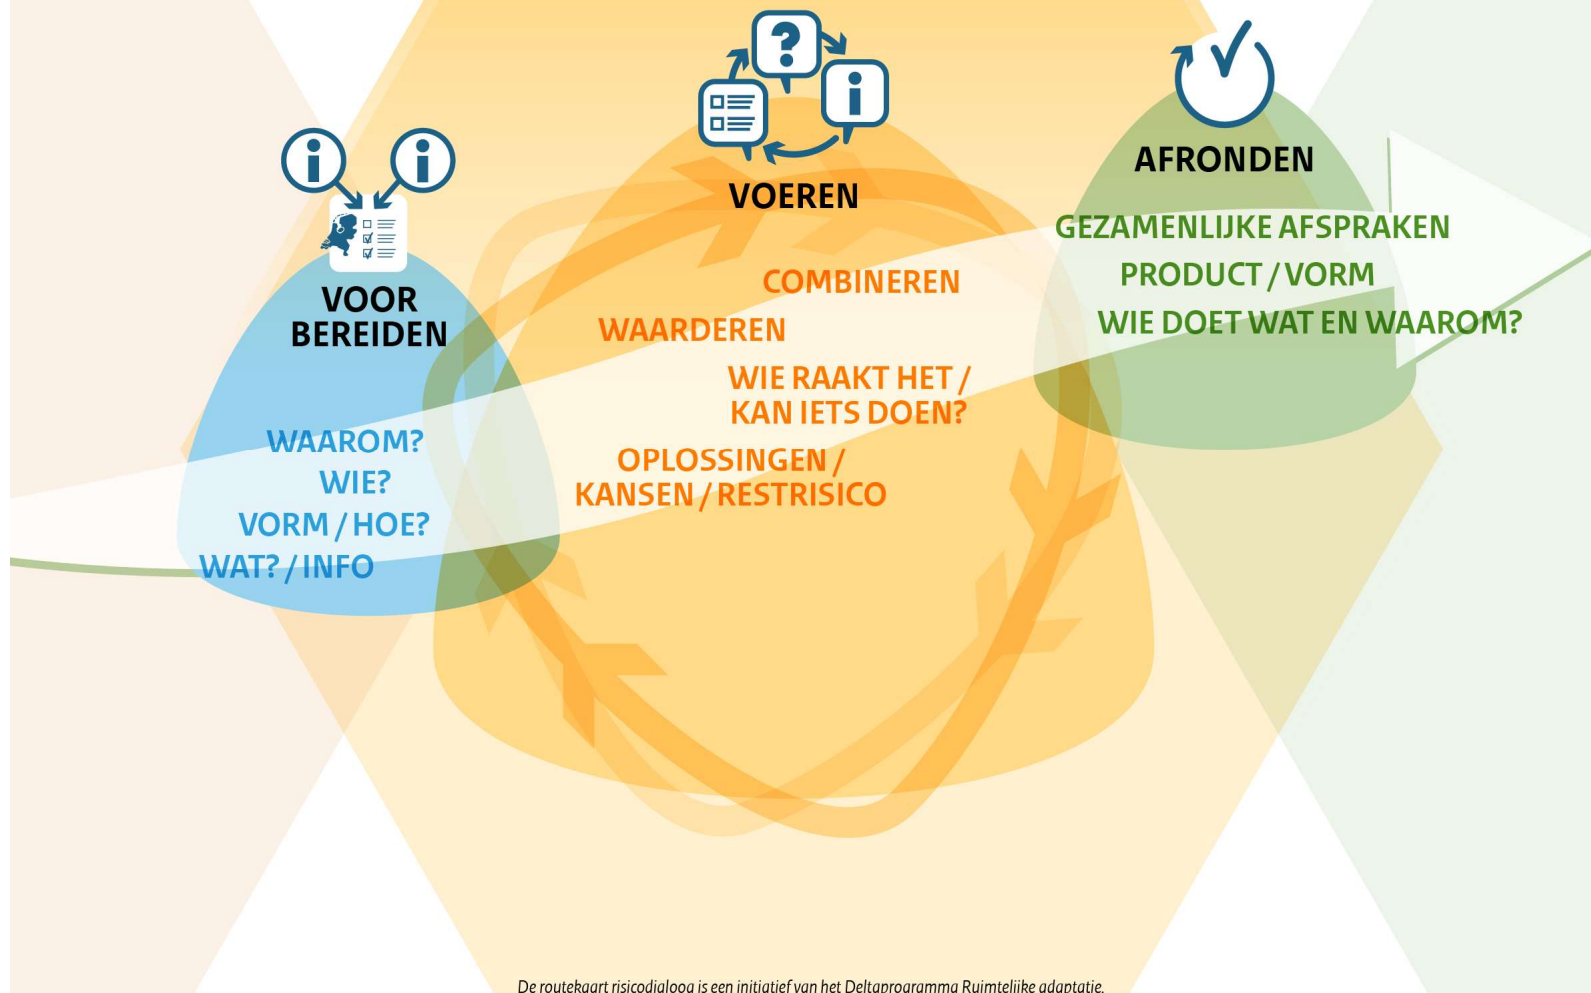 VOOR
BEREIDEN
WAAROM?
WIE?
VORM / HOE?
WAT? / INFO
VOEREN
COMBINEREN
WAARDEREN
WIE RAAKT HET /
KAN IETS DOEN?
OPLOSSINGEN /
KANSEN / RESTRISICO
AFRONDEN
GEZAMENLIJKE AFSPRAKEN
PRODUCT / VORM
WIE DOET WAT EN WAAROM?
De routekaart risicodialoog is een initiatief van het Deltaprogramma Ruimtelijke adaptatie.